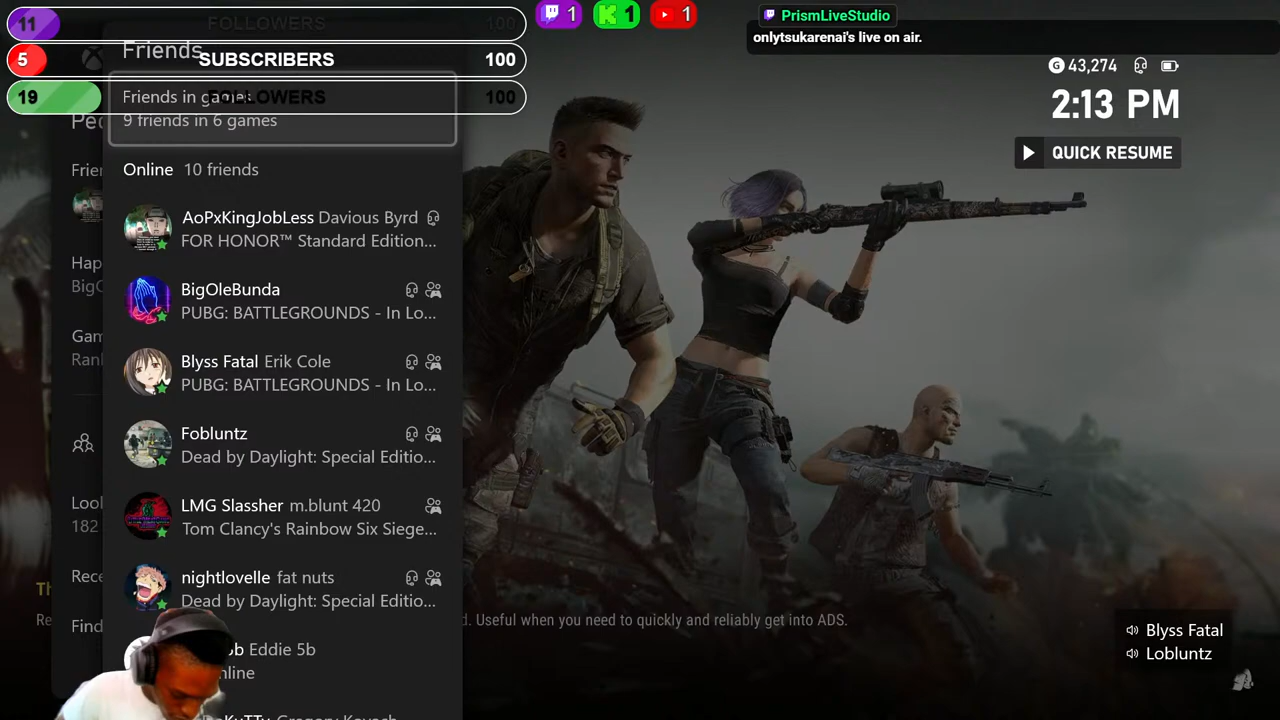 11 FOLLOWERS 100
Friends
5 SUBSCRIBERS 100
19 FOLLOWERS 100
Friends in games
9 friends in 6 games
Online 10 friends
AoPxKingJobLess Davious Byrd
FOR HONOR™ Standard Edition...
BigOleBunda
PUBG: BATTLEGROUNDS - In Lo...
Blyss Fatal Erik Cole
PUBG: BATTLEGROUNDS - In Lo...
Fobluntz
Dead by Daylight: Special Editio...
LMG Slassher m.blunt 420
Tom Clancy's Rainbow Six Siege...
nightlovelle fat nuts
Dead by Daylight: Special Editio...
Eddie 5b
1
K 1
1
PrismLiveStudio
onlytsukarenai's live on air.
G 43,274
2:13 PM
QUICK RESUME
d. Useful when you need to quickly and reliably get into ADS.
Blyss Fatal
Lobluntz
182